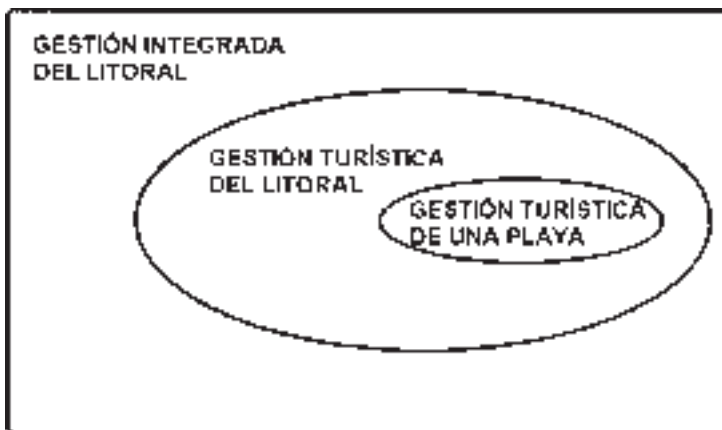 GESTIÓN INTEGRADA
DEL LITORAL
GESTIÓN TURÍSTICA
DEL LITORAL
GESTIÓN TURÍSTICA
DE UNA PLAYA